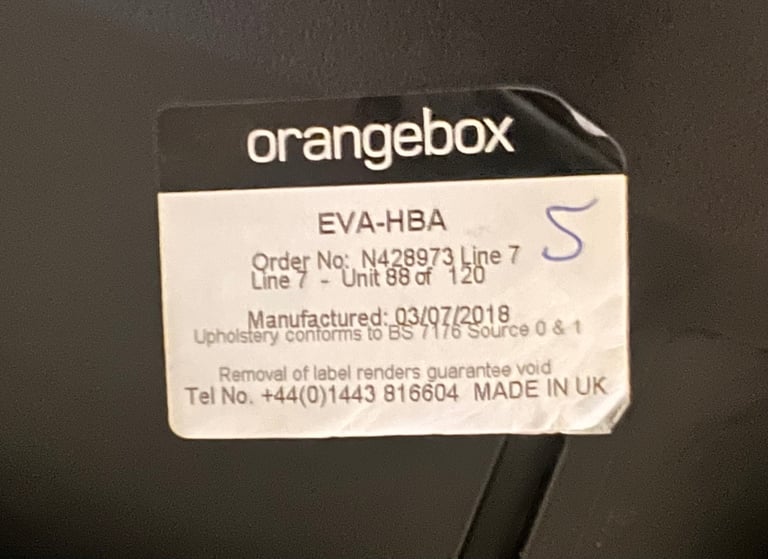 orangebox
EVA-HBA
5
Order No: N428973 Line 7
Line 7 - Unit 88 of 120
Manufactured: 03/07/2018
Upholstery conforms to BS 7176 Source 0 & 1
Removal of label renders guarantee void
Tel No. +44(0)1443 816604 MADE IN UK